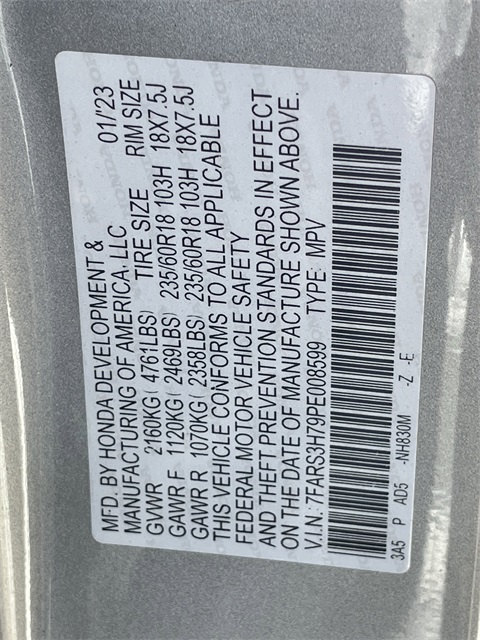 MFD. BY HONDA DEVELOPMENT & 01/'23
MANUFACTURING OF AMERICA, LLC
TIRE SIZE RIM SIZE
GVWR 2160KG( 4761LBS)
GAWR F 1120KG( 2469LBS) 235/60R18 103H 18X7.5J
GAWR R 1070KG( 2358LBS) 235/60R18 103H 18X7.5J
THIS VEHICLE CONFORMS TO ALL APPLICABLE
FEDERAL MOTOR VEHICLE SAFETY
AND THEFT PREVENTION STANDARDS IN EFFECT
ON THE DATE OF MANUFACTURE SHOWN ABOVE.
V.I.N.: 7FARS3H79PE008599 TYPE: MPV
3A5 P AD5 -NH830M -Z -E